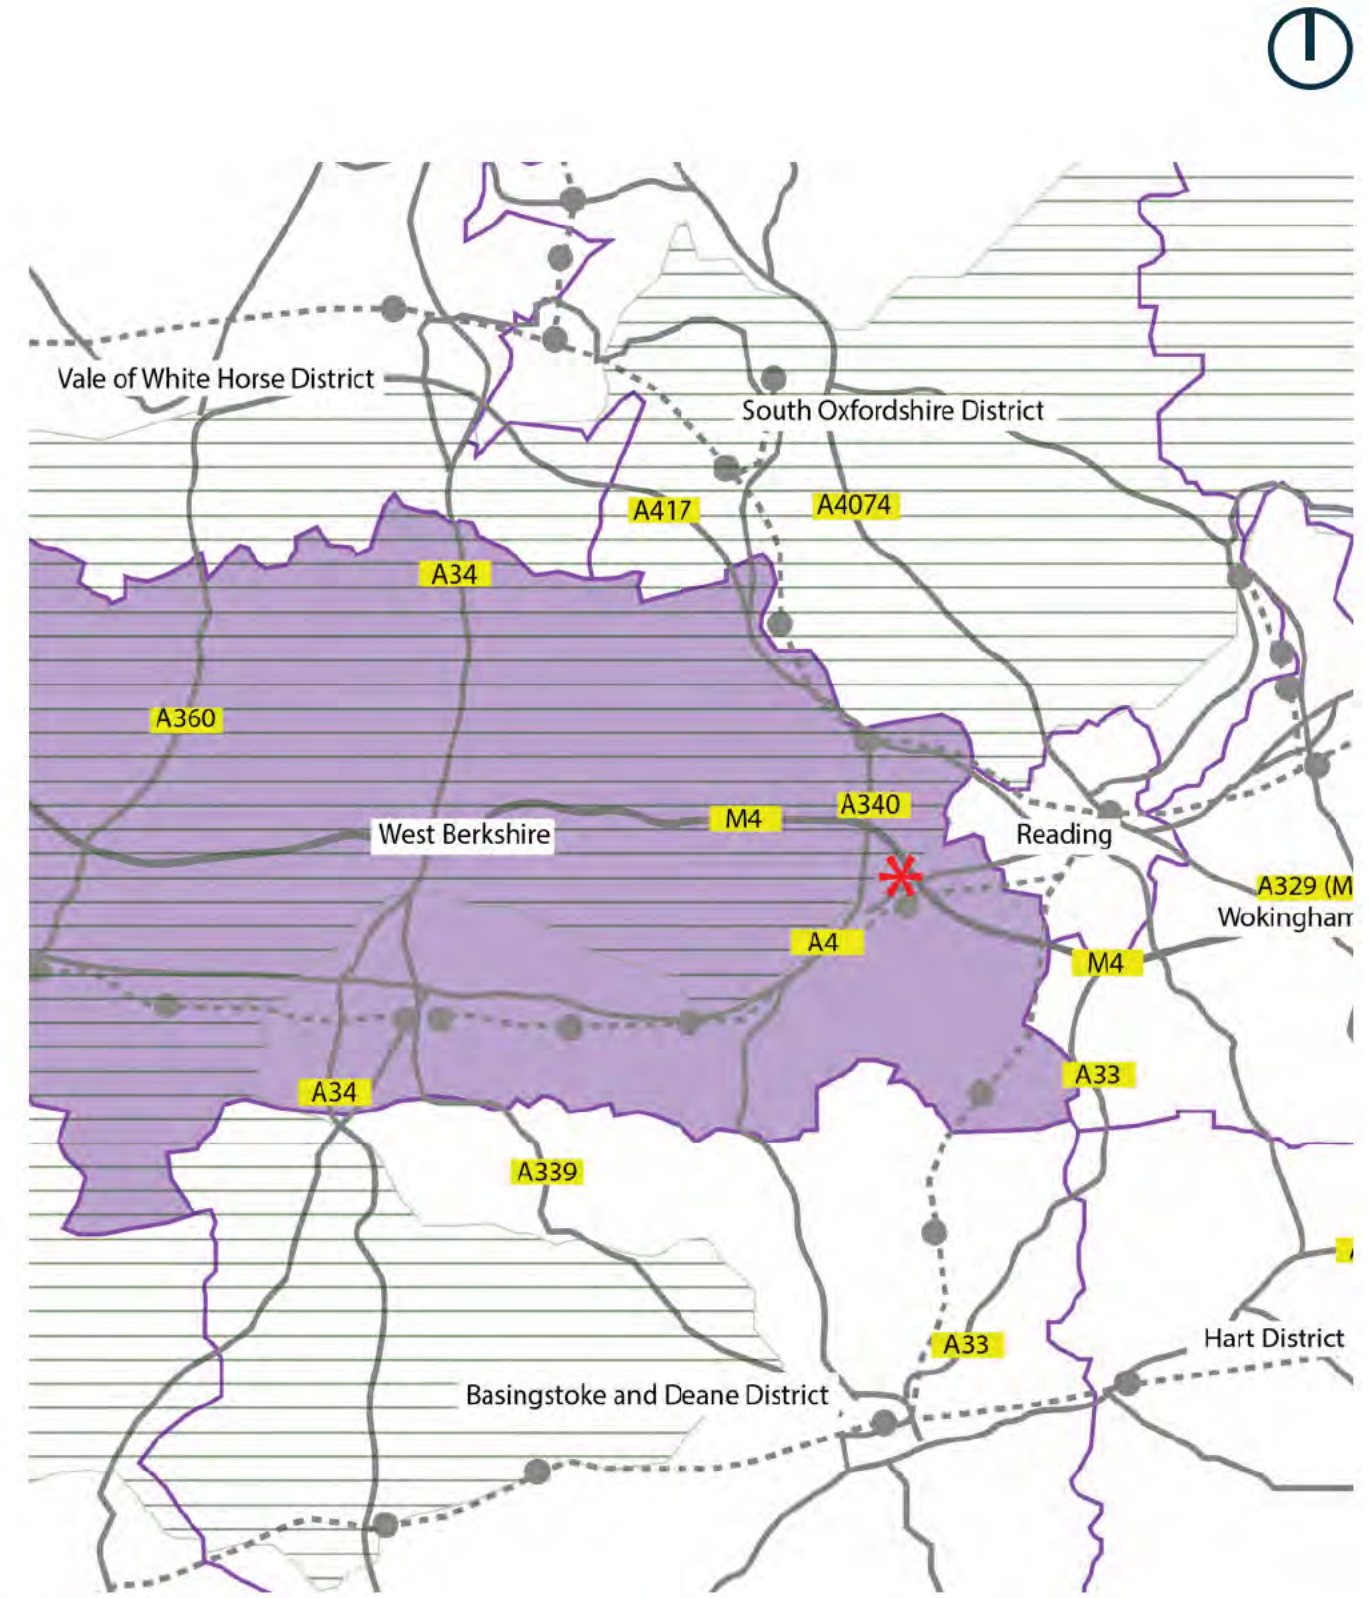 Vale of White Horse District
South Oxfordshire District
A417
A4074
A34
A360
A340
M4
West Berkshire
Reading
A329 (M
Wokingham
A4
M4
A33
A34
A339
Hart District
A33
Basingstoke and Deane District